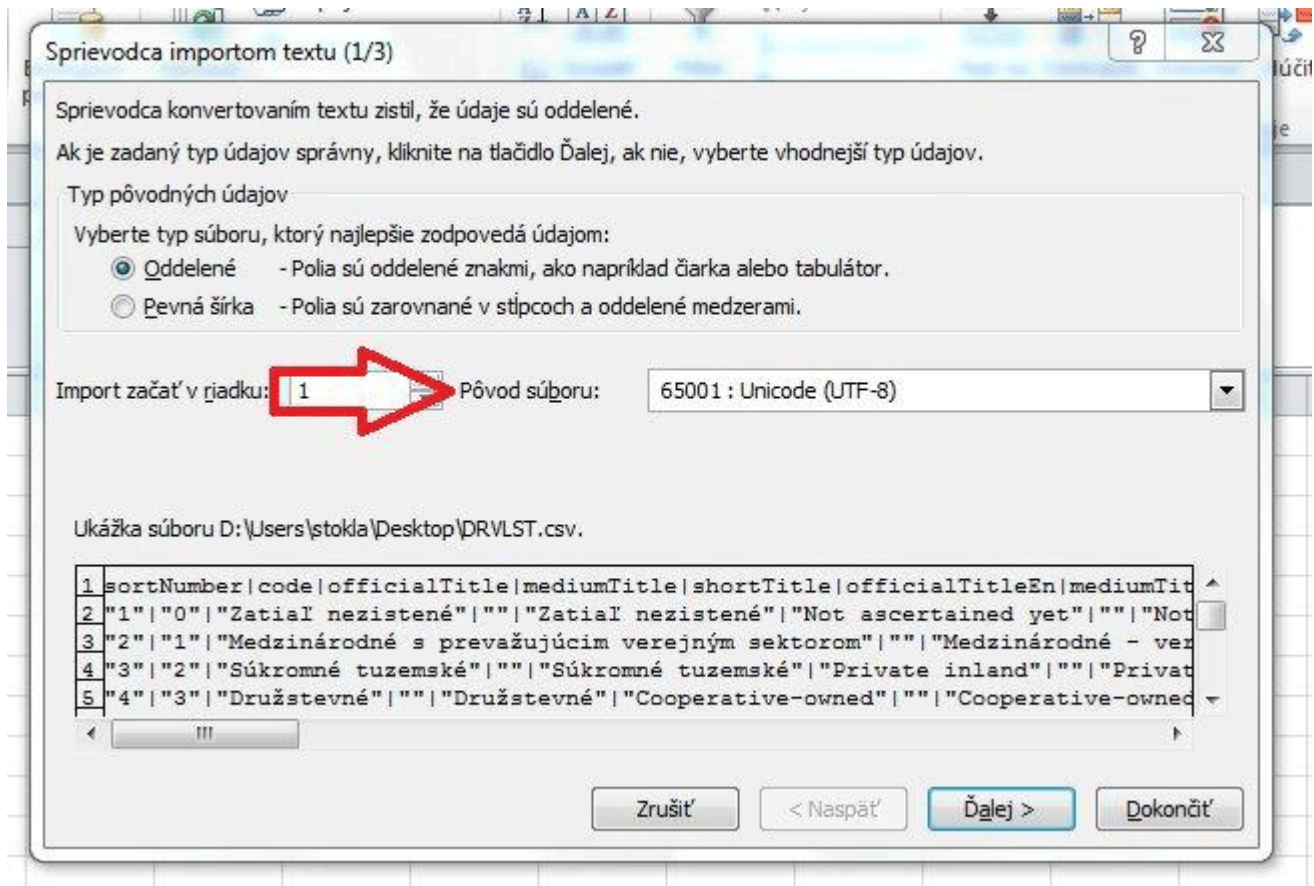 Sprievodca importom textu (1/3)
Sprievodca konvertovaním textu zistil, že údaje sú oddelené.
Ak je zadaný typ údajov správny, kliknite na tlačidlo Ďalej, ak nie, vyberte vhodnejší typ údajov.
Typ pôvodných údajov
Vyberte typ súboru, ktorý najlepšie zodpovedá údajom:
Oddelené - Polia sú oddelené znakmi, ako napríklad čiarka alebo tabulátor.
Pevná šírka - Polia sú zarovnané v stĺpcoch a oddelené medzerami.
Import začať v riadku: 1 Pôvod súboru: 65001 : Unicode (UTF-8)
Ukážka súboru D:\Users\stokla\Desktop\DRVLST.csv.
1 sortNumber|code|officialTitle|mediumTitle|shortTitle|officialTitleEn|mediumTit
2 "1"|"0"|"Zatiaľ nezistené"|""|"Zatiaľ nezistené"|"Not ascertained yet"|""|"Not
3 "2"|"1"|"Medzinárodné s prevažujúcim verejným sektorom"|""|"Medzinárodné - ver
4 "3"|"2"|"Súkromné tuzemské"|""|"Súkromné tuzemské"|"Private inland"|""|"Privat
5 "4"|"3"|"Družstevné"|""|"Družstevné"|"Cooperative-owned"|""|"Cooperative-owned
Zrušiť < Naspäť Ďalej > Dokončiť